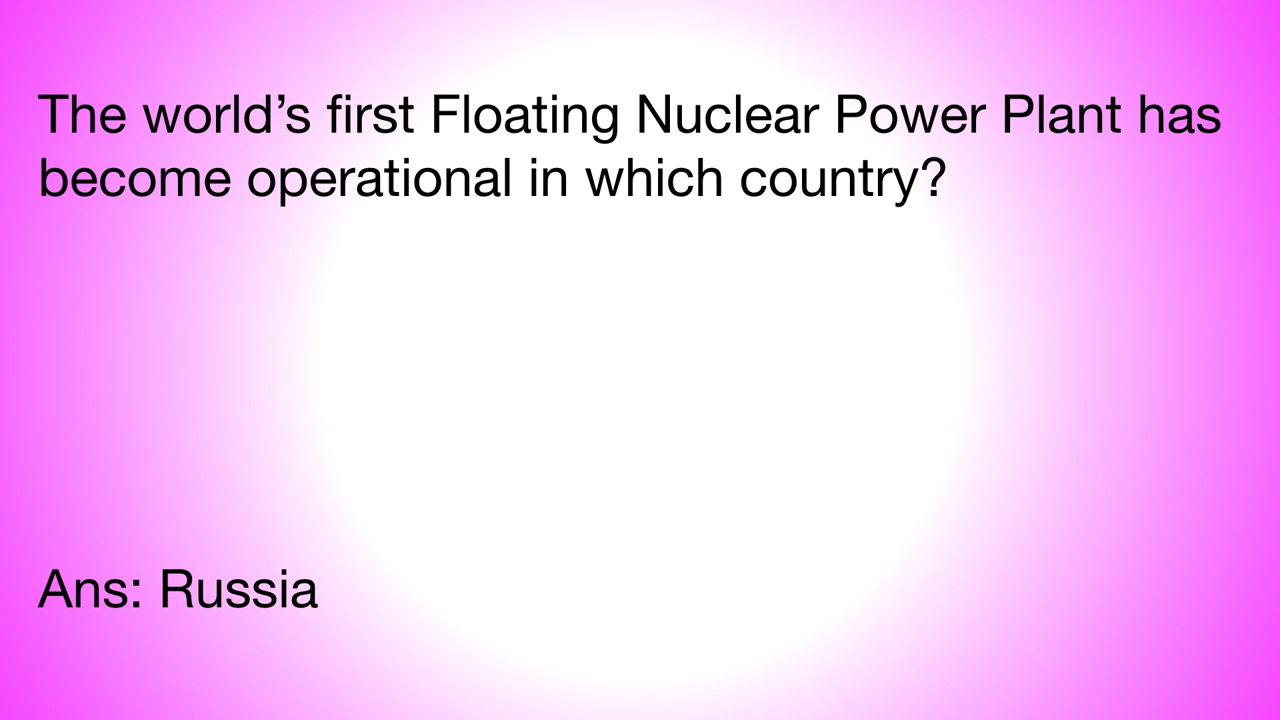 The world’s first Floating Nuclear Power Plant has
become operational in which country?
Ans: Russia